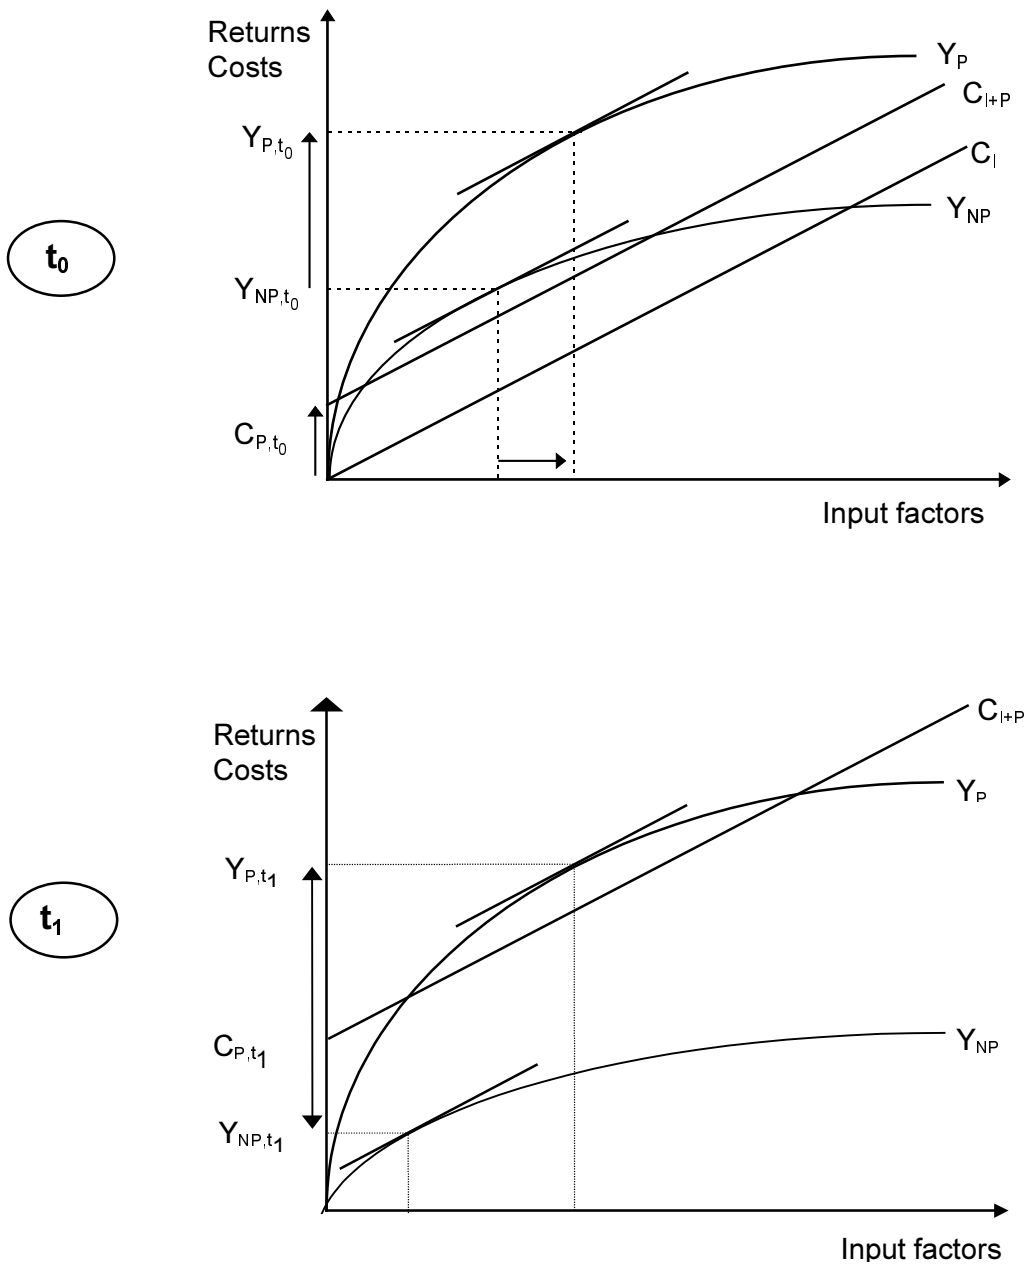 Returns
Costs
Y_P
C_I+P
Y_P,t₀
C_I
Y_NP
t₀
Y_NP,t₀
C_P,t₀
Input factors
C_I+P
Returns
Costs
Y_P
Y_P,t₁
t₁
C_P,t₁
Y_NP
Y_NP,t₁
Input factors